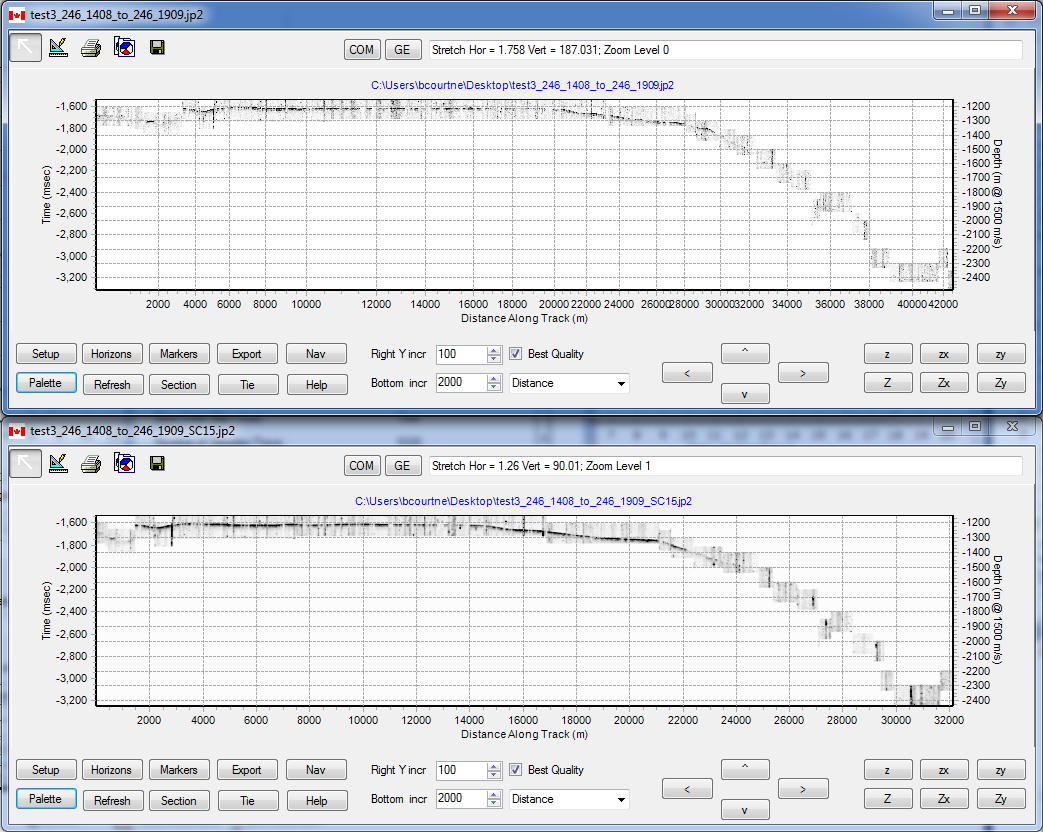 test3_246_1408_to_246_1909.jp2
COM GE Stretch Hor = 1.758 Vert = 187.031; Zoom Level 0
C:\Users\bcourtne\Desktop\test3_246_1408_to_246_1909.jp2
Time (msec)
-1,600
-1,800
-2,000
-2,200
-2,400
-2,600
-2,800
-3,000
-3,200
-1200
-1300
-1400
-1500
-1600
-1700
-1800
-1900
-2000
-2100
-2200
-2300
-2400
Depth (m @ 1500 m/s)
2000 4000 6000 8000 10000 12000 14000 16000 18000 20000 22000 24000 26000 28000 30000 32000 34000 36000 38000 40000 42000
Distance Along Track (m)
Setup Horizons Markers Export Nav Right Y incr 100 Best Quality < ^ > z zx zy
Palette Refresh Section Tie Help Bottom incr 2000 Distance v Z Zx Zy
test3_246_1408_to_246_1909_SC15.jp2
COM GE Stretch Hor = 1.26 Vert = 90.01; Zoom Level 1
C:\Users\bcourtne\Desktop\test3_246_1408_to_246_1909_SC15.jp2
Time (msec)
-1,600
-1,800
-2,000
-2,200
-2,400
-2,600
-2,800
-3,000
-3,200
-1200
-1300
-1400
-1500
-1600
-1700
-1800
-1900
-2000
-2100
-2200
-2300
-2400
Depth (m @ 1500 m/s)
2000 4000 6000 8000 10000 12000 14000 16000 18000 20000 22000 24000 26000 28000 30000 32000
Distance Along Track (m)
Setup Horizons Markers Export Nav Right Y incr 100 Best Quality < ^ > z zx zy
Palette Refresh Section Tie Help Bottom incr 2000 Distance v Z Zx Zy